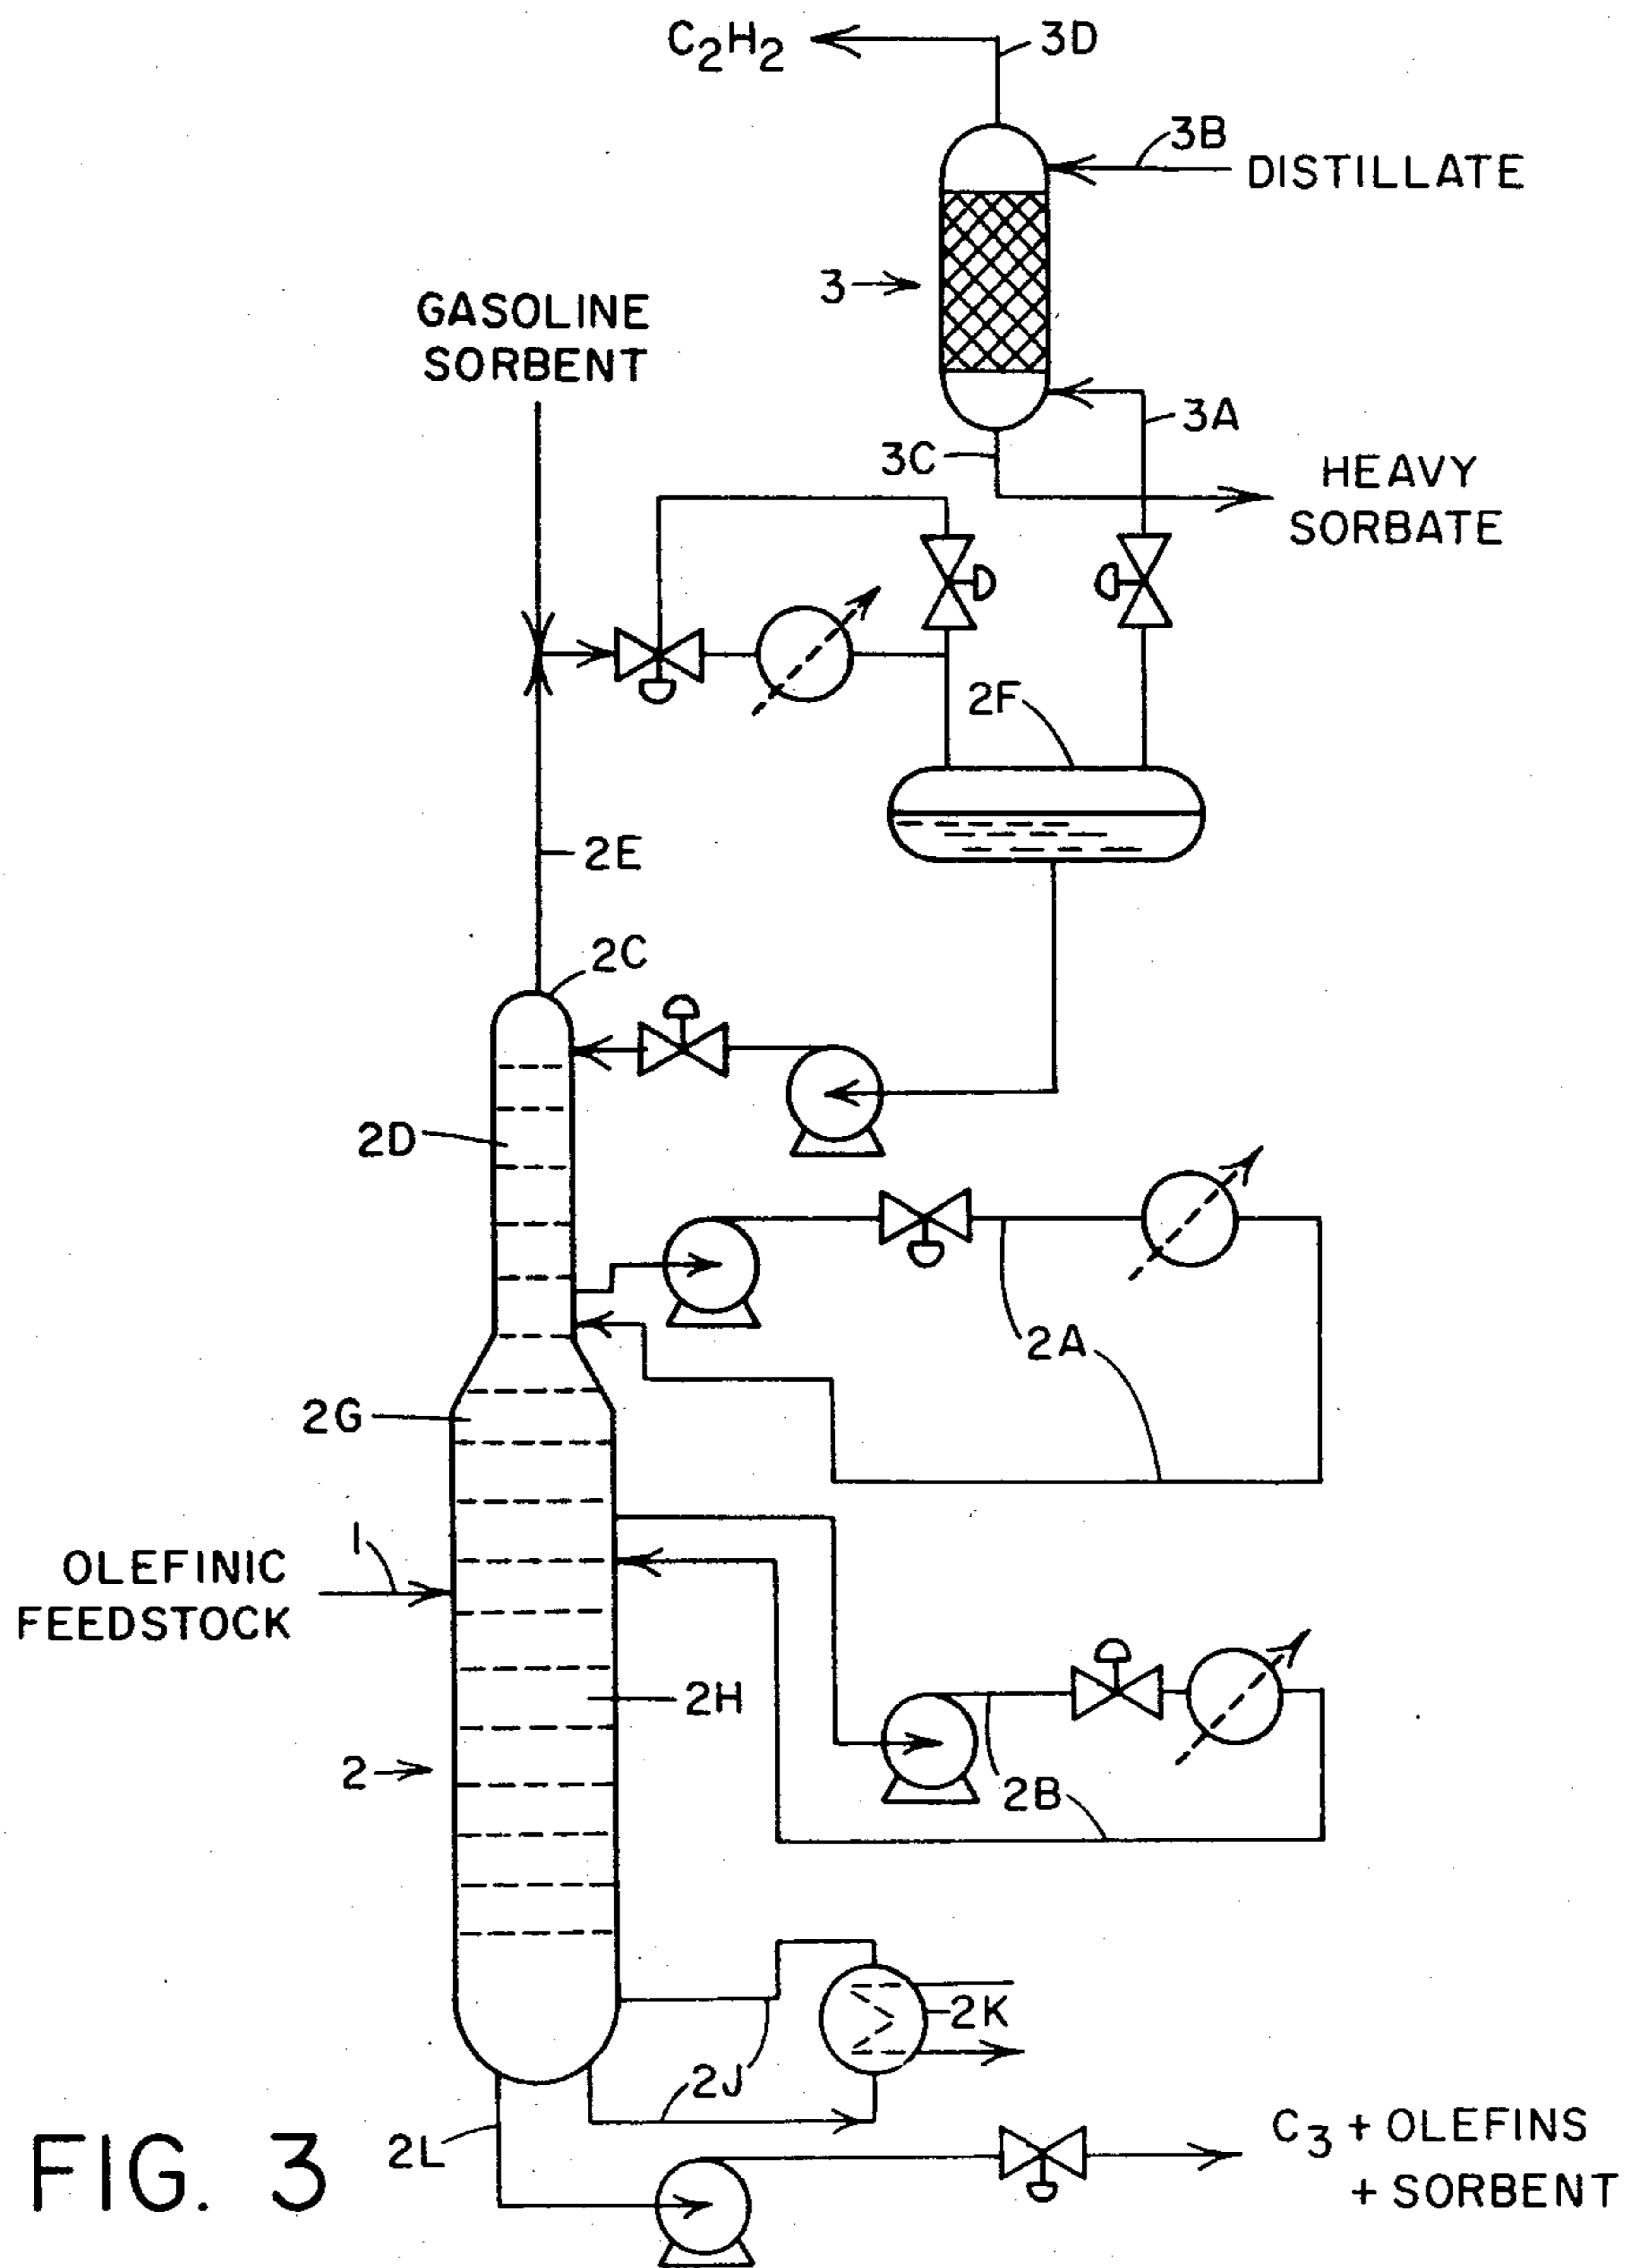 C2H2
3D
3B
DISTILLATE
3
GASOLINE
SORBENT
3A
3C
HEAVY
SORBATE
2F
2E
2C
2D
2A
2G
1
OLEFINIC
FEEDSTOCK
2H
2
2B
2K
2J
2L
C3 + OLEFINS
+ SORBENT
FIG. 3